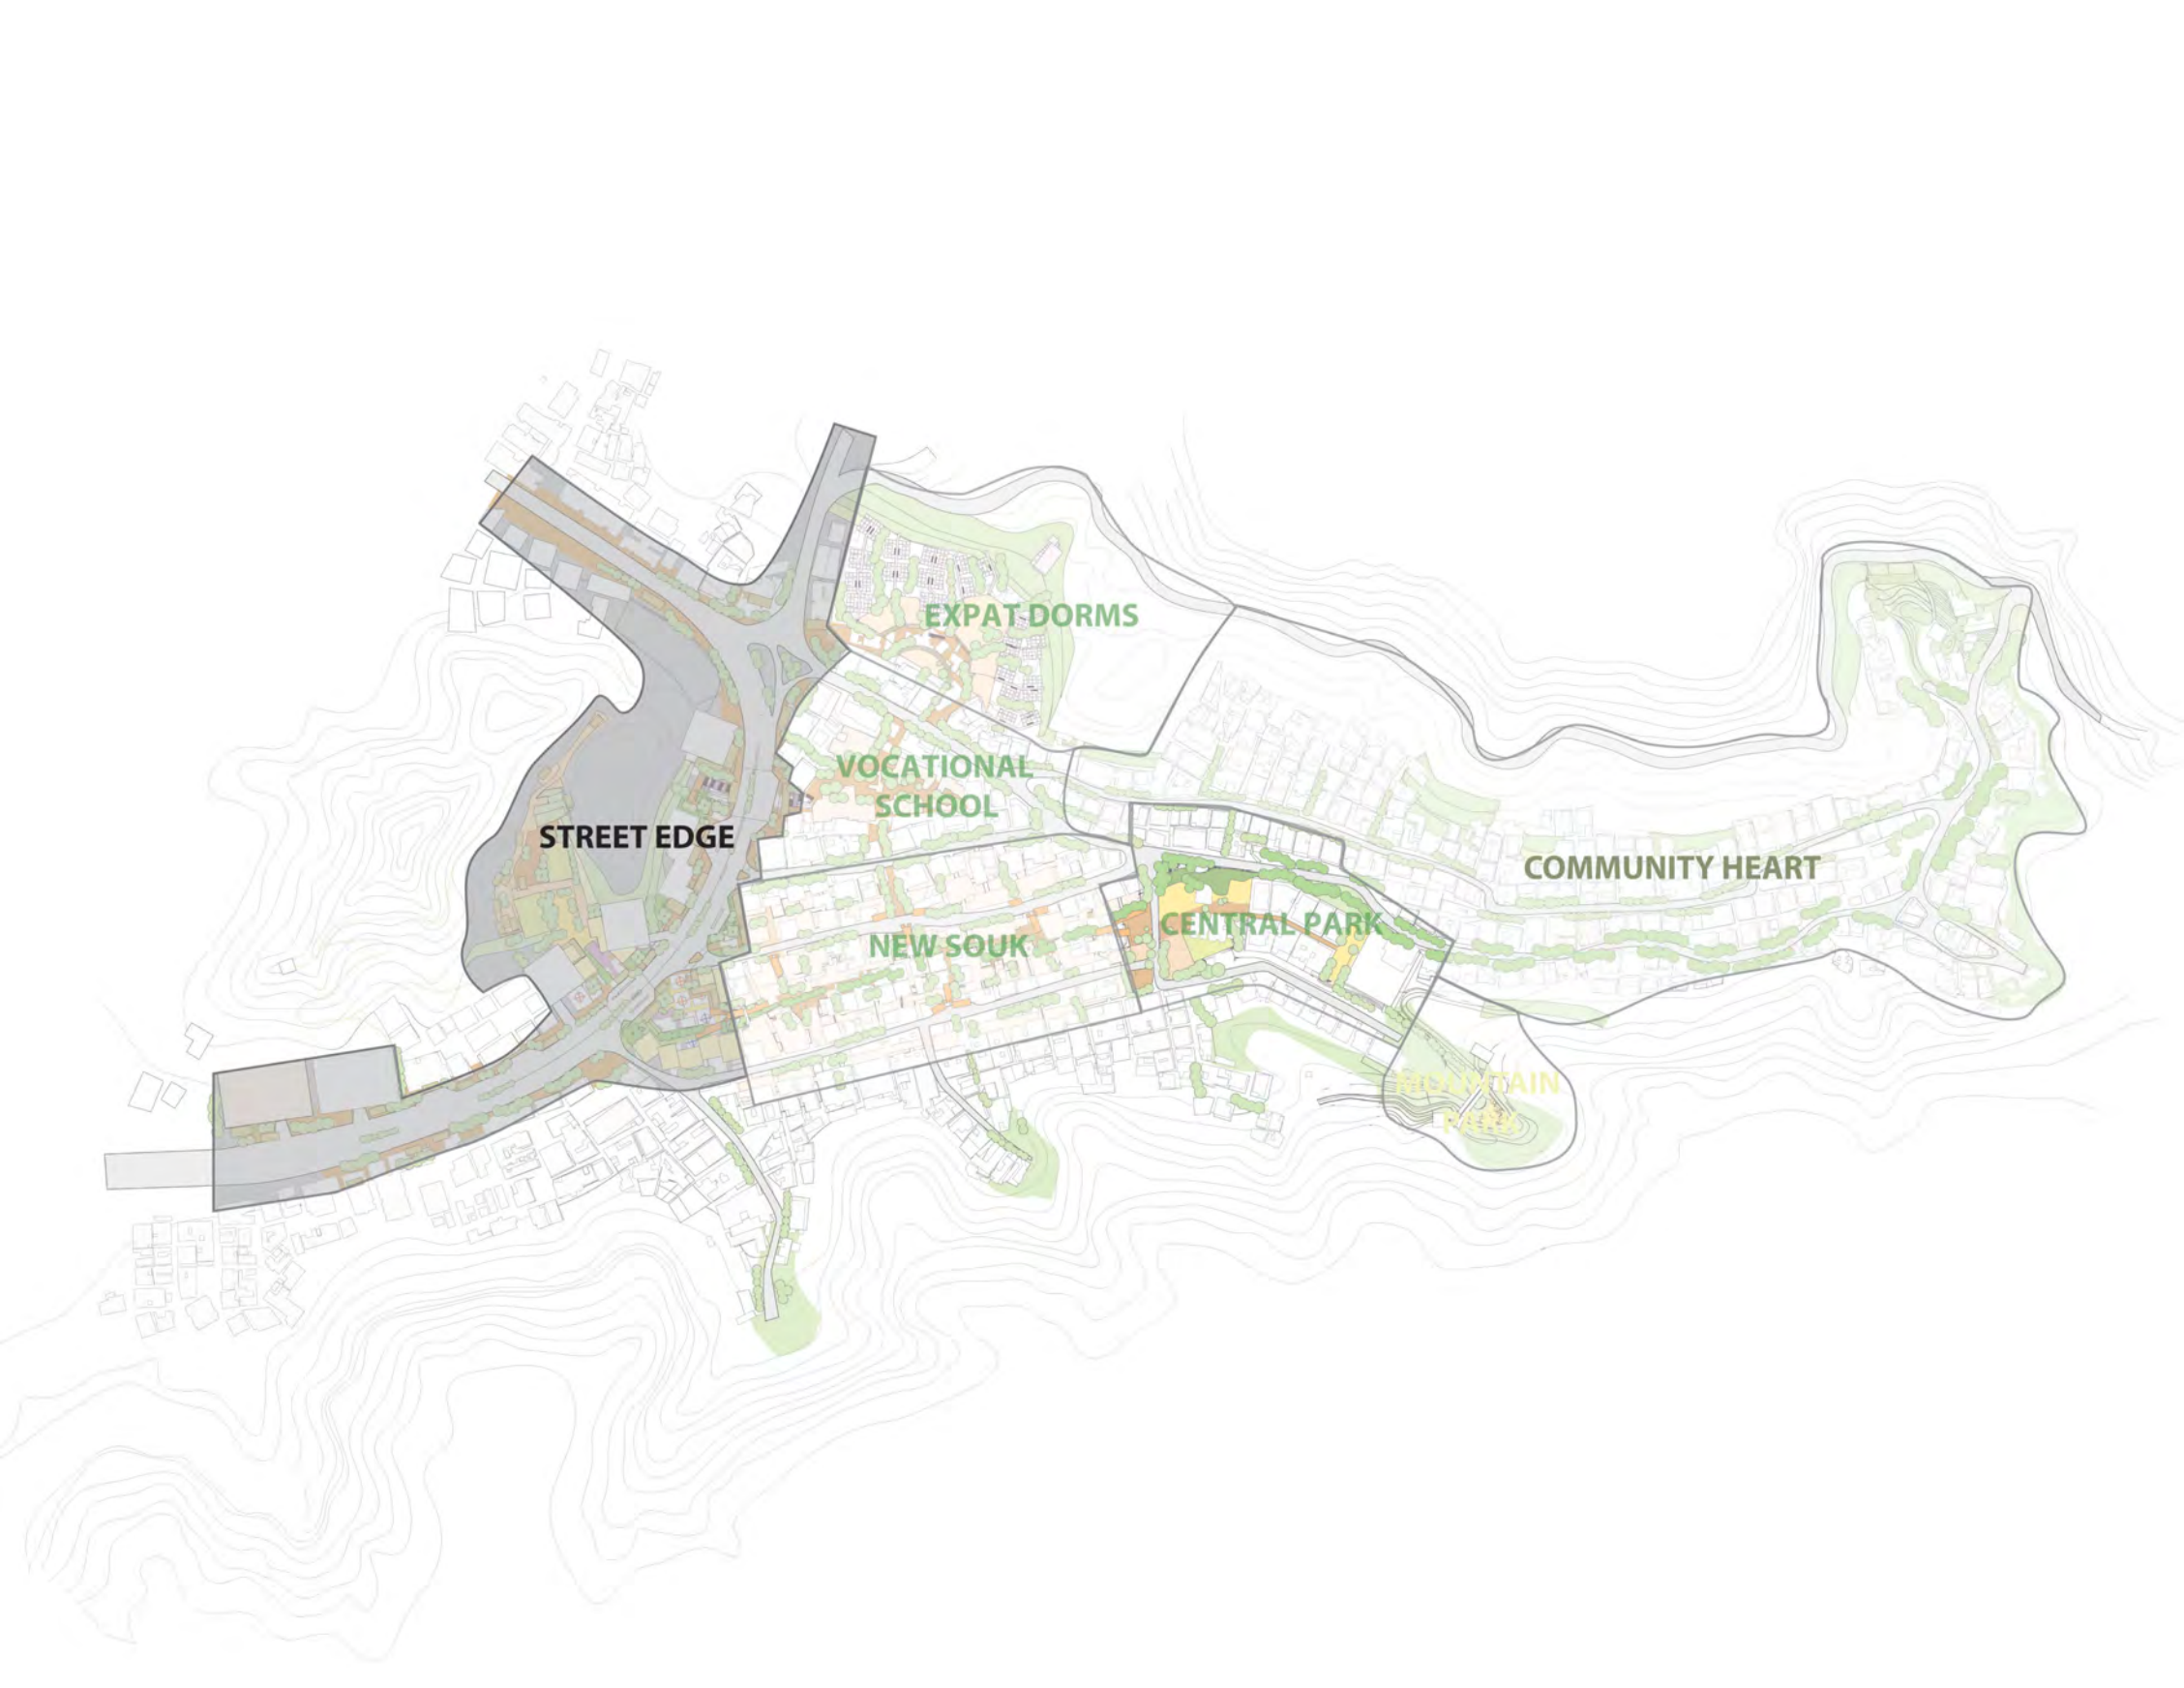 EXPAT DORMS
VOCATIONAL
SCHOOL
STREET EDGE
COMMUNITY HEART
CENTRAL PARK
NEW SOUK
MOUNTAIN
PARK